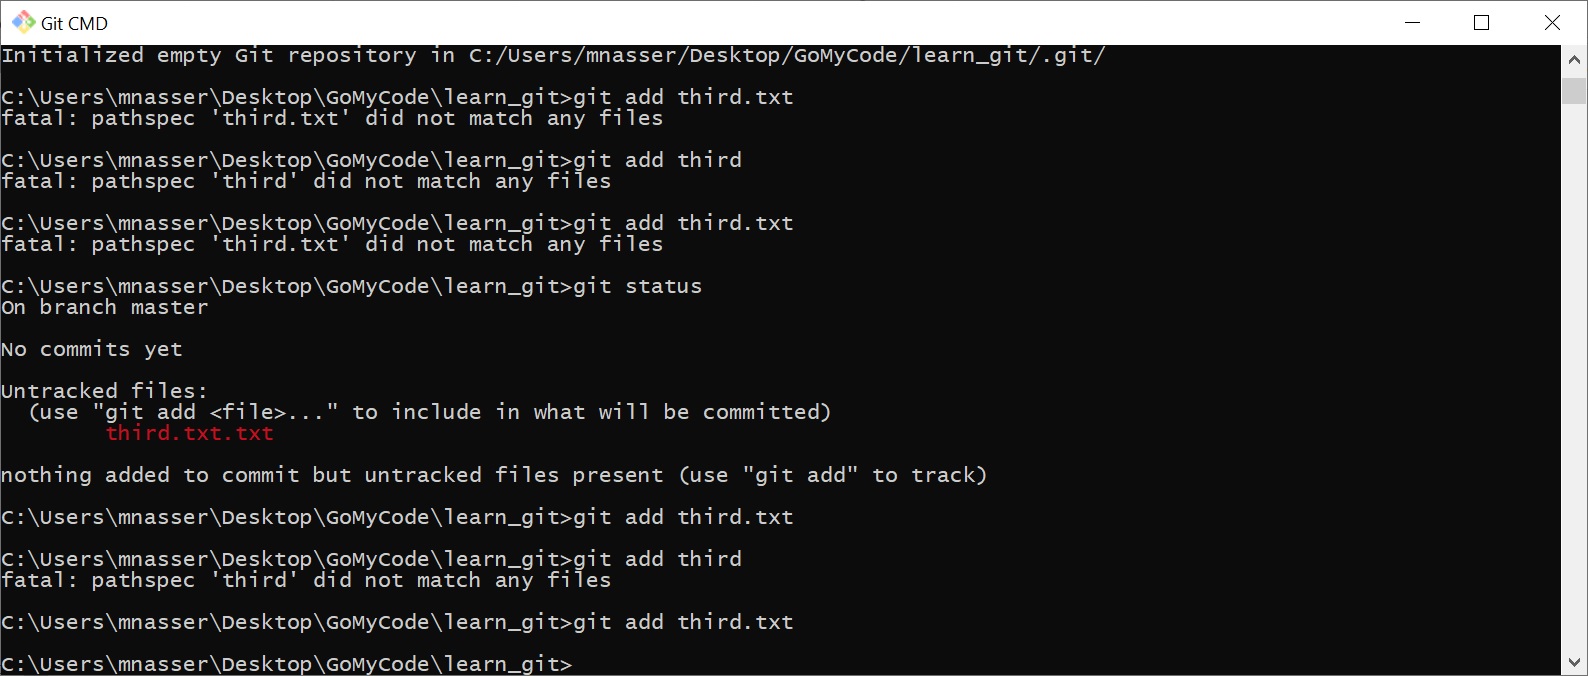 Git CMD
Initialized empty Git repository in C:/Users/mnasser/Desktop/GoMyCode/learn_git/.git/
C:\Users\mnasser\Desktop\GoMyCode\learn_git>git add third.txt
fatal: pathspec 'third.txt' did not match any files
C:\Users\mnasser\Desktop\GoMyCode\learn_git>git add third
fatal: pathspec 'third' did not match any files
C:\Users\mnasser\Desktop\GoMyCode\learn_git>git add third.txt
fatal: pathspec 'third.txt' did not match any files
C:\Users\mnasser\Desktop\GoMyCode\learn_git>git status
On branch master
No commits yet
Untracked files:
(use "git add <file>..." to include in what will be committed)
third.txt.txt
nothing added to commit but untracked files present (use "git add" to track)
C:\Users\mnasser\Desktop\GoMyCode\learn_git>git add third.txt
C:\Users\mnasser\Desktop\GoMyCode\learn_git>git add third
fatal: pathspec 'third' did not match any files
C:\Users\mnasser\Desktop\GoMyCode\learn_git>git add third.txt
C:\Users\mnasser\Desktop\GoMyCode\learn_git>